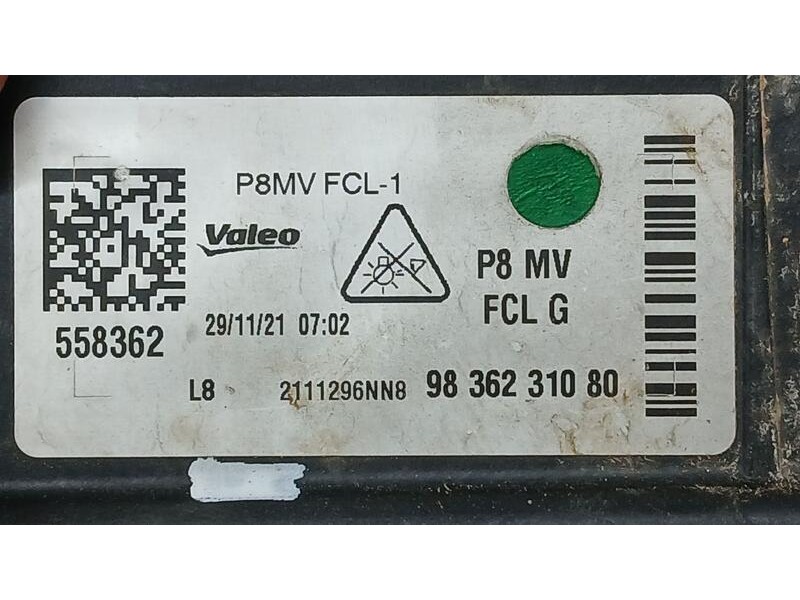 P8MV FCL-1
Valeo
P8 MV
FCL G
558362
29/11/21 07:02
L8
2111296NN8
98 362 310 80